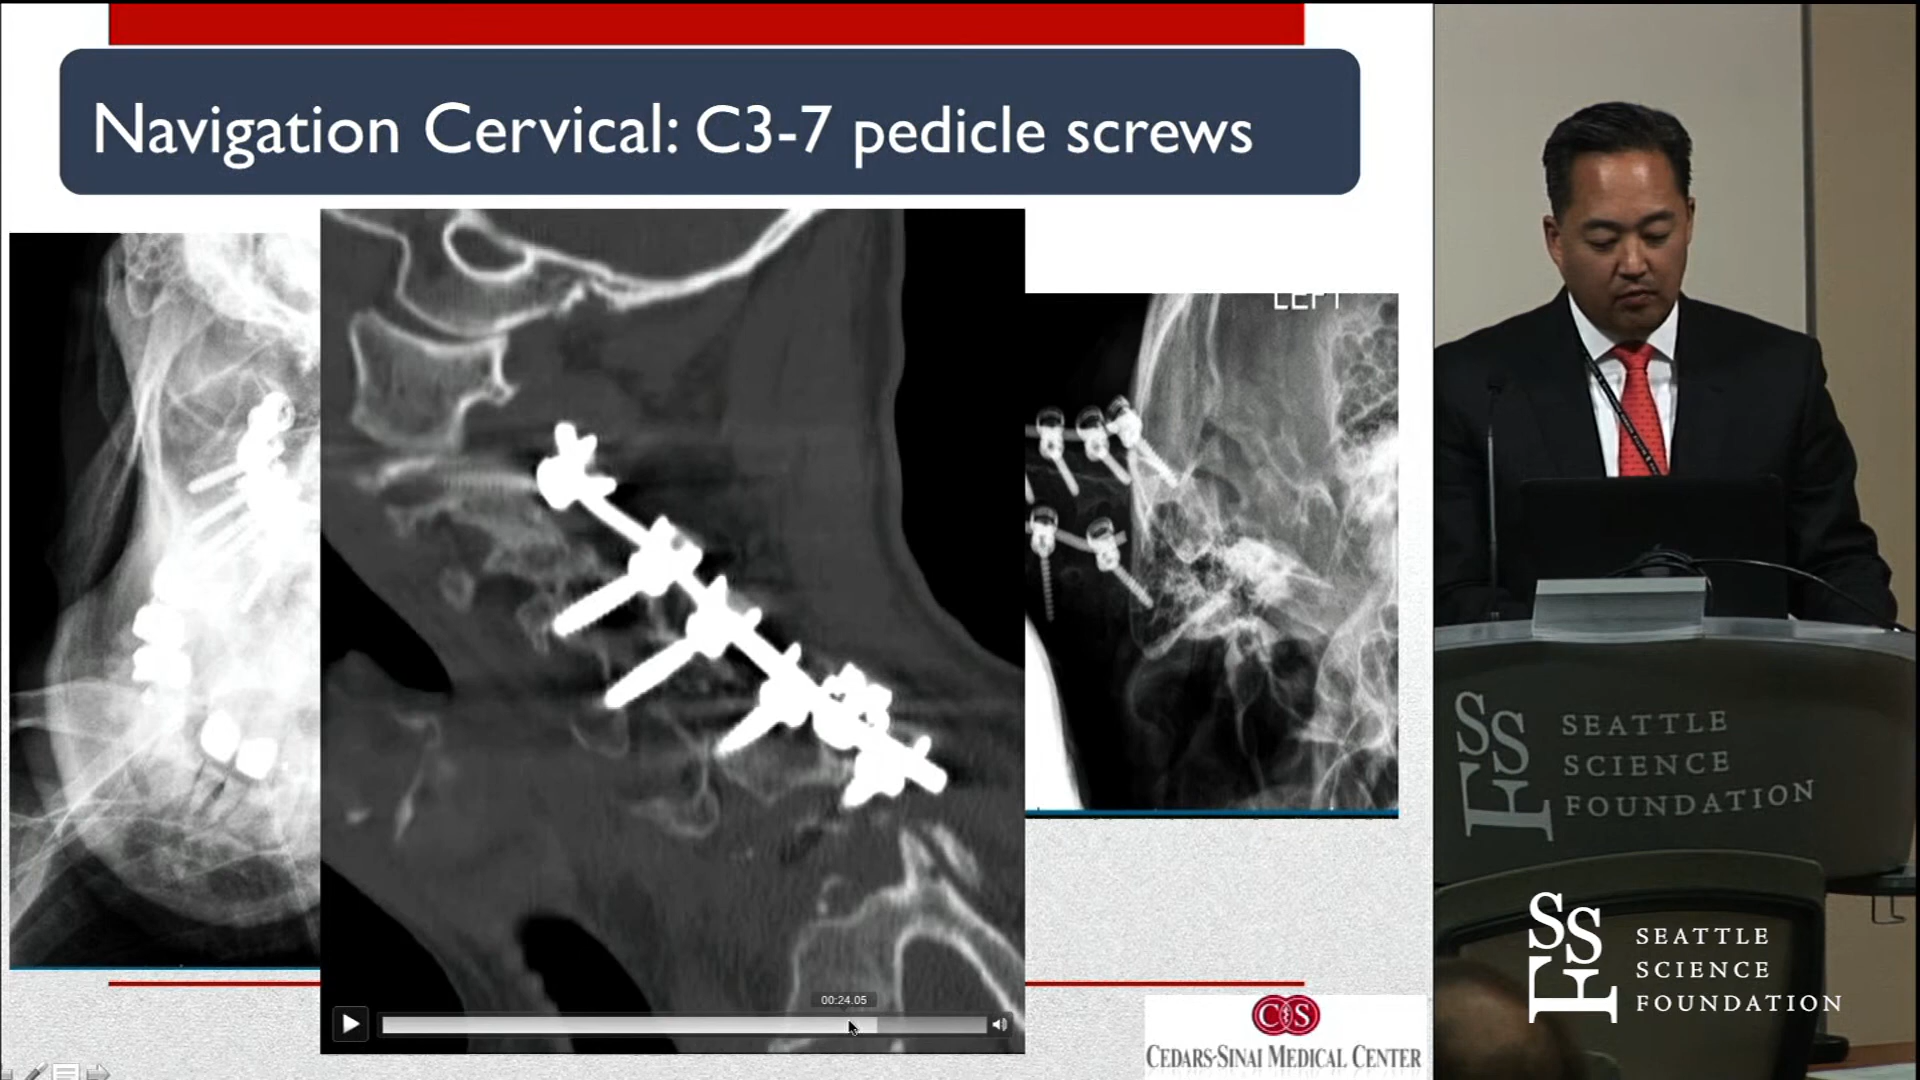 Navigation Cervical: C3-7 pedicle screws
LEFT
00:24.05
CS
CEDARS-SINAI MEDICAL CENTER
SSF
SEATTLE
SCIENCE
FOUNDATION
SSF
SEATTLE
SCIENCE
FOUNDATION